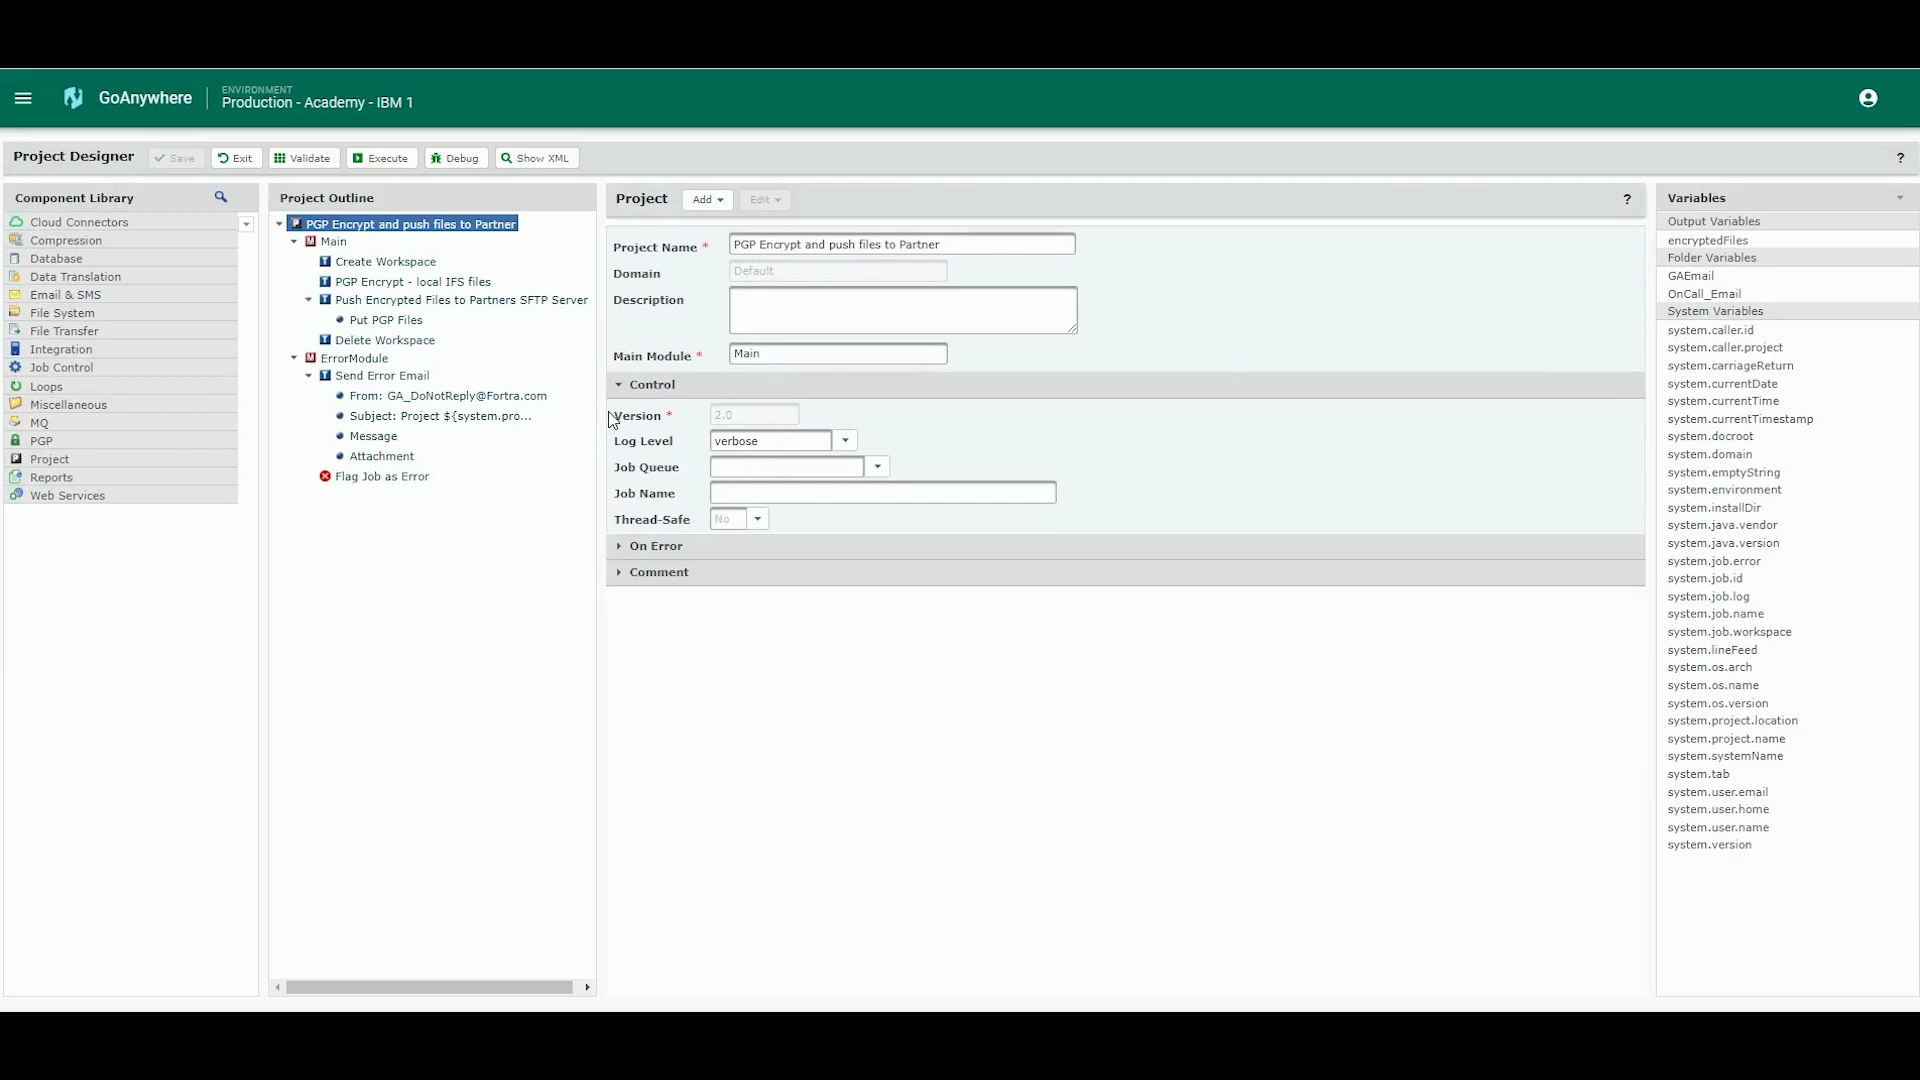 GoAnywhere
ENVIRONMENT
Production - Academy - IBM 1
Project Designer
Save
Exit
Validate
Execute
Debug
Show XML
?
Component Library
Cloud Connectors
Compression
Database
Data Translation
Email & SMS
File System
File Transfer
Integration
Job Control
Loops
Miscellaneous
MQ
PGP
Project
Reports
Web Services
Project Outline
PGP Encrypt and push files to Partner
Main
Create Workspace
PGP Encrypt - local IFS files
Push Encrypted Files to Partners SFTP Server
Put PGP Files
Delete Workspace
ErrorModule
Send Error Email
From: GA_DoNotReply@Fortra.com
Subject: Project ${system.pro...
Message
Attachment
Flag Job as Error
Project
Add
Edit
?
Project Name * PGP Encrypt and push files to Partner
Domain Default
Description
Main Module * Main
Control
Version * 2.0
Log Level verbose
Job Queue
Job Name
Thread-Safe No
On Error
Comment
Variables
Output Variables
encryptedFiles
Folder Variables
GAEmail
OnCall_Email
System Variables
system.caller.id
system.caller.project
system.carriageReturn
system.currentDate
system.currentTime
system.currentTimestamp
system.docroot
system.domain
system.emptyString
system.environment
system.installDir
system.java.vendor
system.java.version
system.job.error
system.job.id
system.job.log
system.job.name
system.job.workspace
system.lineFeed
system.os.arch
system.os.name
system.os.version
system.project.location
system.project.name
system.systemName
system.tab
system.user.email
system.user.home
system.user.name
system.version